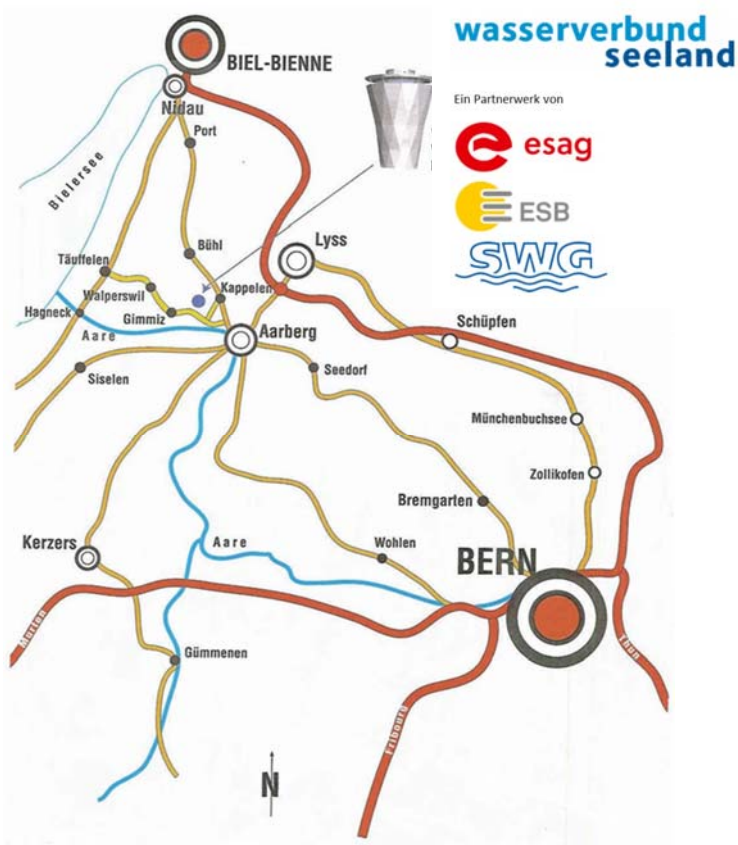 wasserverbund
seeland
Ein Partnerwerk von
esag
ESB
SWG
BIEL-BIENNE
Nidau
Port
Bielersee
Bühl
Lyss
Täuffelen
Walperswil
Kappelen
Hagneck
Gimmiz
Aarberg
Schüpfen
Aare
Siselen
Seedorf
Münchenbuchsee
Zollikofen
Bremgarten
Kerzers
Aare
Wohlen
BERN
Murten
Gümmenen
Thun
Fribourg
N